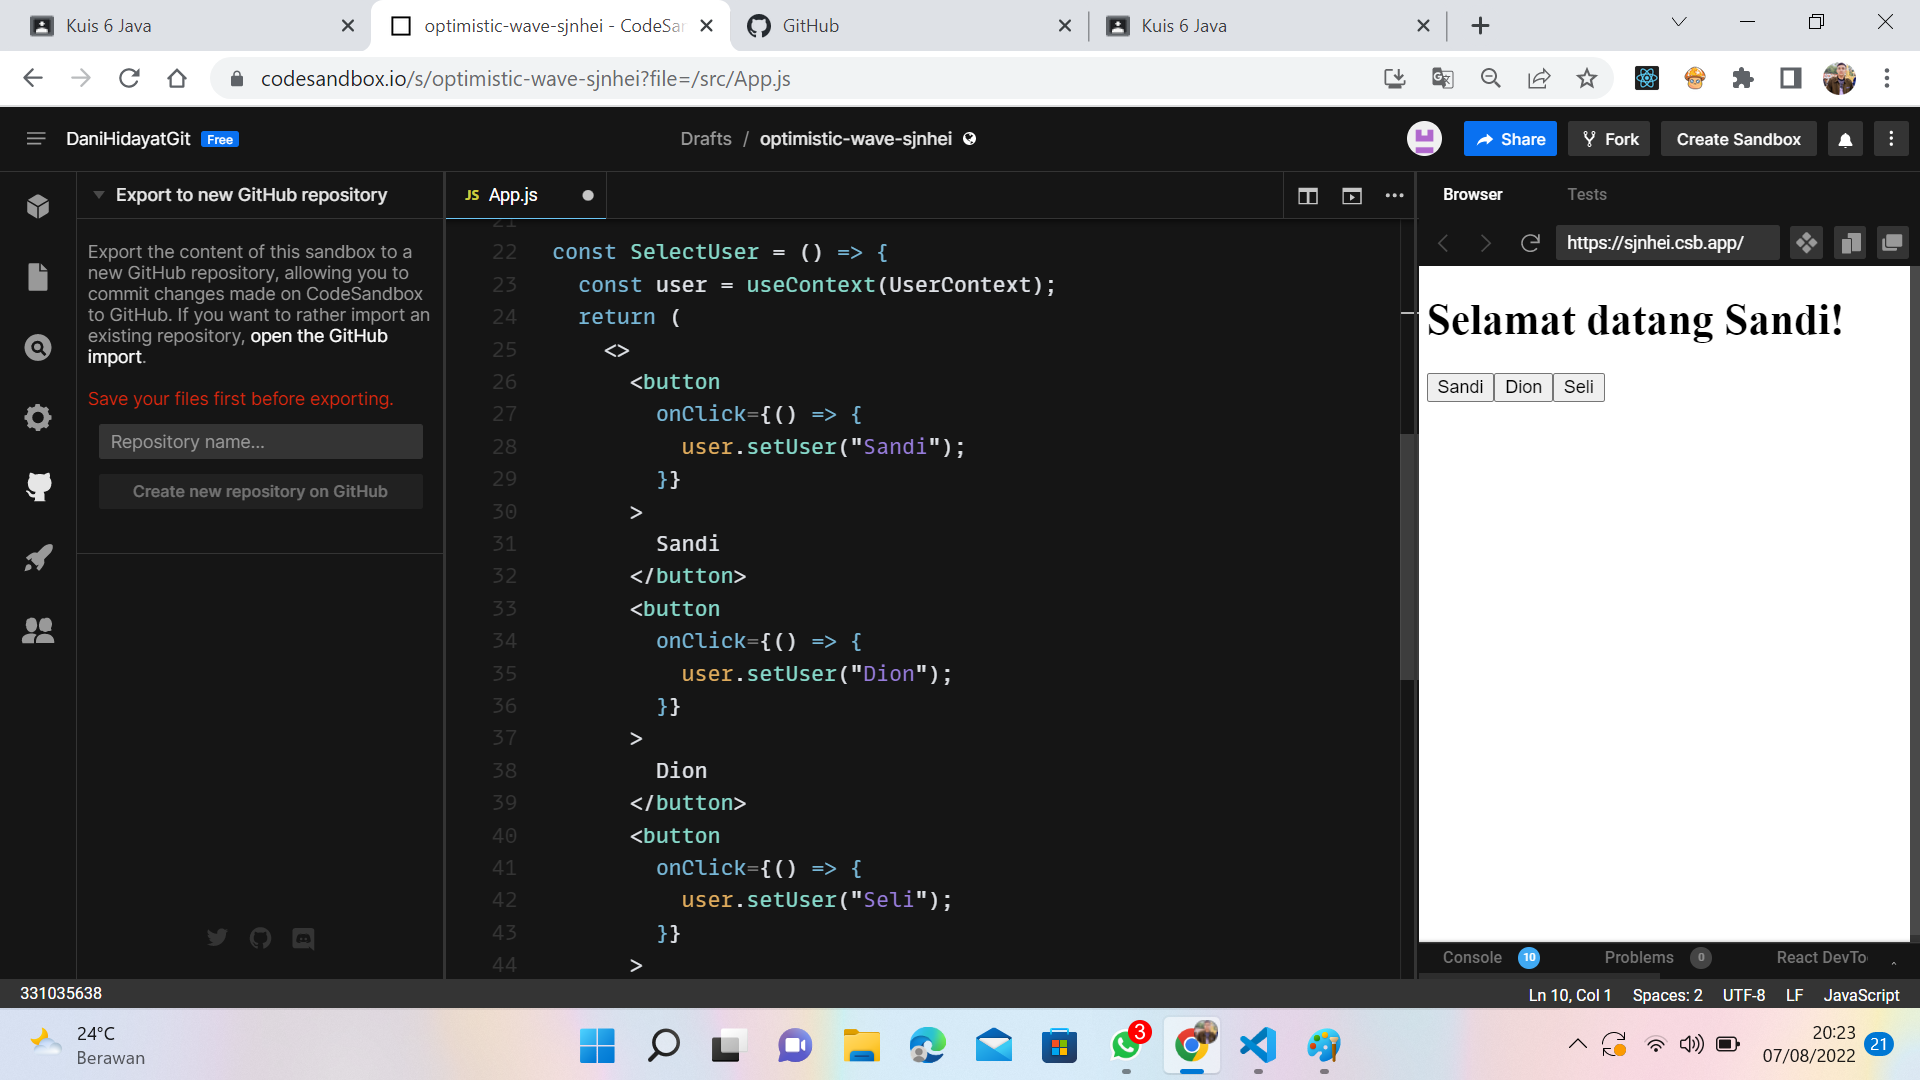 Kuis 6 Java
optimistic-wave-sjnhei - CodeSar
GitHub
Kuis 6 Java
codesandbox.io/s/optimistic-wave-sjnhei?file=/src/App.js
DaniHidayatGit Free
Drafts / optimistic-wave-sjnhei
Share
Fork
Create Sandbox
Export to new GitHub repository
Export the content of this sandbox to a
new GitHub repository, allowing you to
commit changes made on CodeSandbox
to GitHub. If you want to rather import an
existing repository, open the GitHub
import.
Save your files first before exporting.
Repository name...
Create new repository on GitHub
JS App.js
21
22 const SelectUser = () => {
23 const user = useContext(UserContext);
24 return (
25 <>
26 <button
27 onClick={() => {
28 user.setUser("Sandi");
29 }}
30 >
31 Sandi
32 </button>
33 <button
34 onClick={() => {
35 user.setUser("Dion");
36 }}
37 >
38 Dion
39 </button>
40 <button
41 onClick={() => {
42 user.setUser("Seli");
43 }}
44 >
Browser Tests
https://sjnhei.csb.app/
Selamat datang Sandi!
Sandi Dion Seli
Console 10 Problems 0 React DevTo
331035638
Ln 10, Col 1 Spaces: 2 UTF-8 LF JavaScript
24°C
Berawan
3
20:23
07/08/2022
21